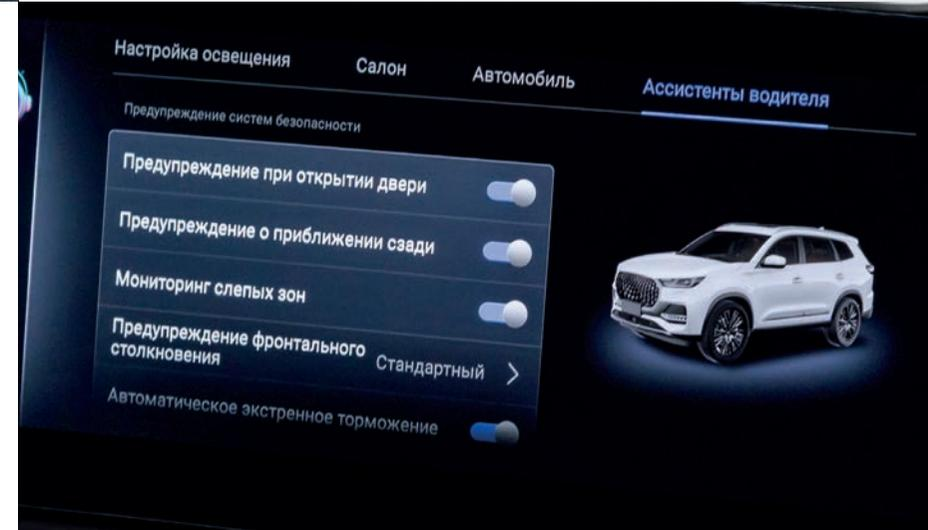 Настройка освещения
Салон
Автомобиль
Ассистенты водителя
Предупреждение систем безопасности
Предупреждение при открытии двери
Предупреждение о приближении сзади
Мониторинг слепых зон
Предупреждение фронтального
столкновения
Стандартный
Автоматическое экстренное торможение